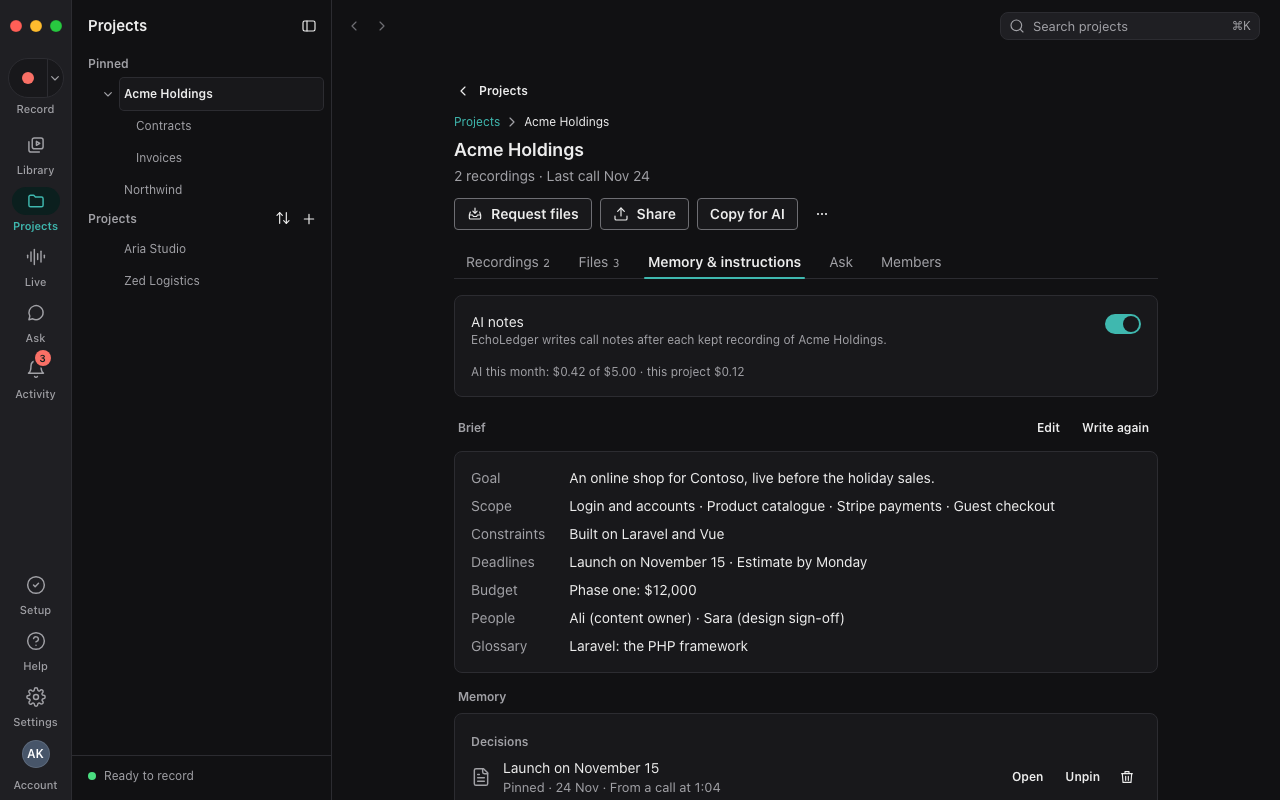 Projects
Search projects
⌘K
Record
Library
Projects
Live
Ask
3
Activity
Setup
Help
Settings
AK
Account
Pinned
Acme Holdings
Contracts
Invoices
Northwind
Projects
Aria Studio
Zed Logistics
Ready to record
Projects
Projects > Acme Holdings
Acme Holdings
2 recordings · Last call Nov 24
Request files
Share
Copy for AI
···
Recordings 2
Files 3
Memory & instructions
Ask
Members
AI notes
EchoLedger writes call notes after each kept recording of Acme Holdings.
AI this month: $0.42 of $5.00 · this project $0.12
Brief
Edit
Write again
Goal An online shop for Contoso, live before the holiday sales.
Scope Login and accounts · Product catalogue · Stripe payments · Guest checkout
Constraints Built on Laravel and Vue
Deadlines Launch on November 15 · Estimate by Monday
Budget Phase one: $12,000
People Ali (content owner) · Sara (design sign-off)
Glossary Laravel: the PHP framework
Memory
Decisions
Launch on November 15
Pinned · 24 Nov · From a call at 1:04
Open
Unpin